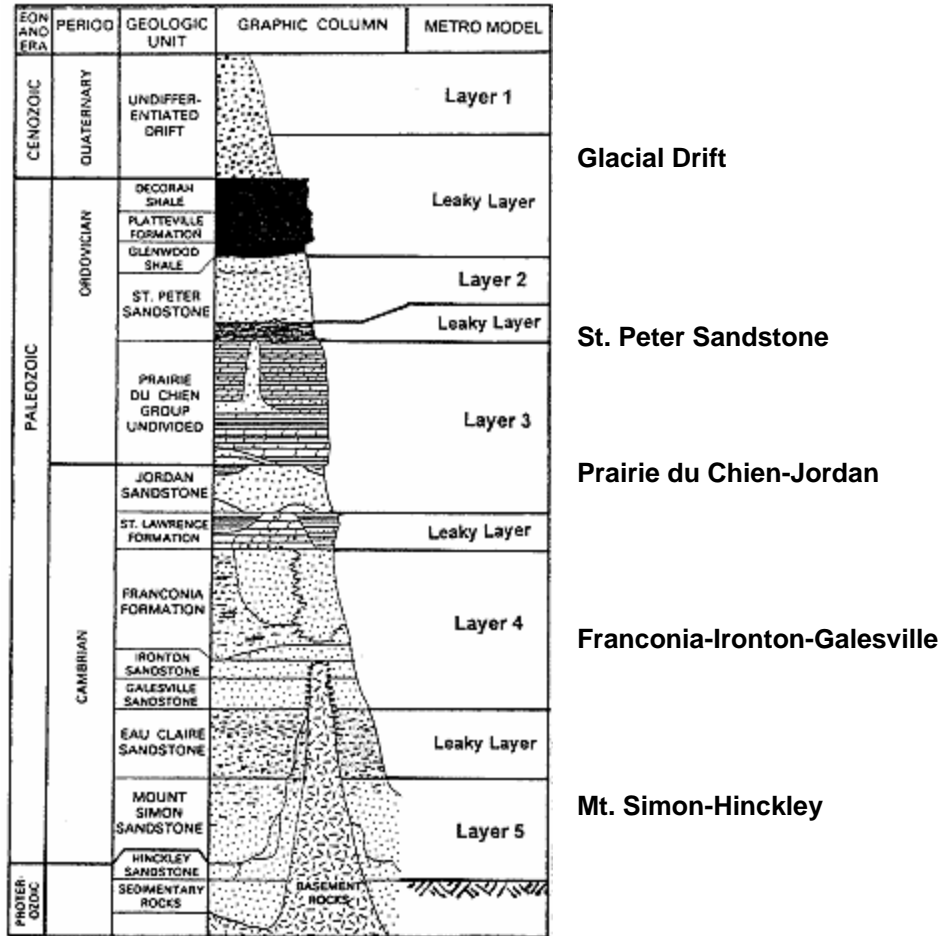 EON AND ERA
PERIOD
GEOLOGIC UNIT
GRAPHIC COLUMN
METRO MODEL
CENOZOIC
QUATERNARY
UNDIFFER-
ENTIATED
DRIFT
Layer 1
Glacial Drift
PALEOZOIC
ORDOVICIAN
DECORAH
SHALE
Leaky Layer
PLATTEVILLE
FORMATION
GLENWOOD
SHALE
Layer 2
ST. PETER
SANDSTONE
Leaky Layer
St. Peter Sandstone
PRAIRIE
DU CHIEN
GROUP
UNDIVIDED
Layer 3
CAMBRIAN
JORDAN
SANDSTONE
Prairie du Chien-Jordan
ST. LAWRENCE
FORMATION
Leaky Layer
FRANCONIA
FORMATION
Layer 4
Franconia-Ironton-Galesville
IRONTON
SANDSTONE
GALESVILLE
SANDSTONE
EAU CLAIRE
SANDSTONE
Leaky Layer
MOUNT
SIMON
SANDSTONE
Layer 5
Mt. Simon-Hinckley
HINCKLEY
SANDSTONE
PROTER-
OZOIC
SEDIMENTARY
ROCKS
BASEMENT
ROCKS